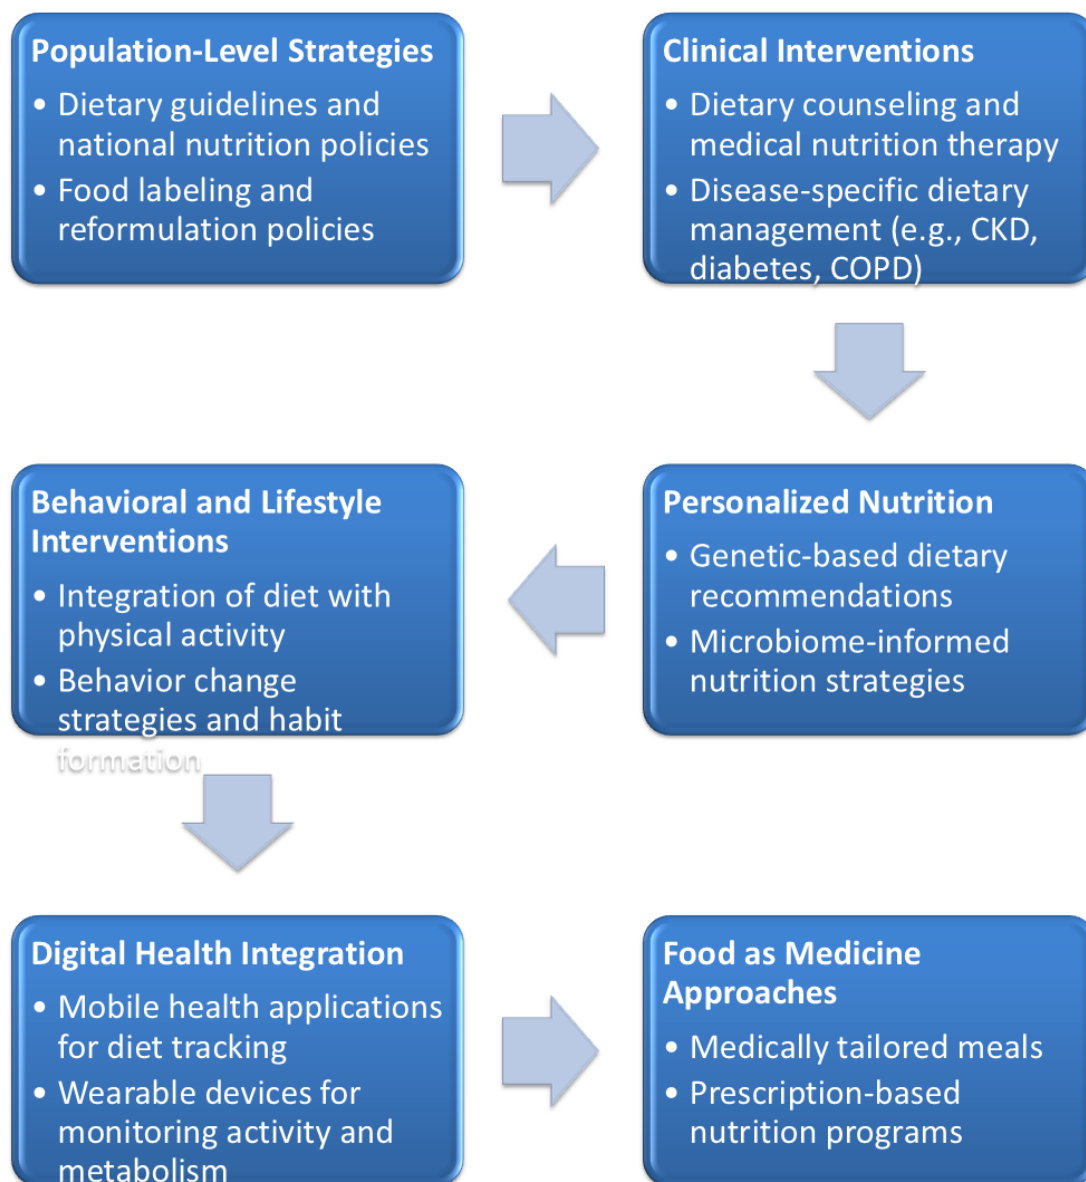 Population-Level Strategies
• Dietary guidelines and
national nutrition policies
• Food labeling and
reformulation policies
Clinical Interventions
• Dietary counseling and
medical nutrition therapy
• Disease-specific dietary
management (e.g., CKD,
diabetes, COPD)
Personalized Nutrition
• Genetic-based dietary
recommendations
• Microbiome-informed
nutrition strategies
Behavioral and Lifestyle
Interventions
• Integration of diet with
physical activity
• Behavior change
strategies and habit
formation
Digital Health Integration
• Mobile health applications
for diet tracking
• Wearable devices for
monitoring activity and
metabolism
Food as Medicine
Approaches
• Medically tailored meals
• Prescription-based
nutrition programs